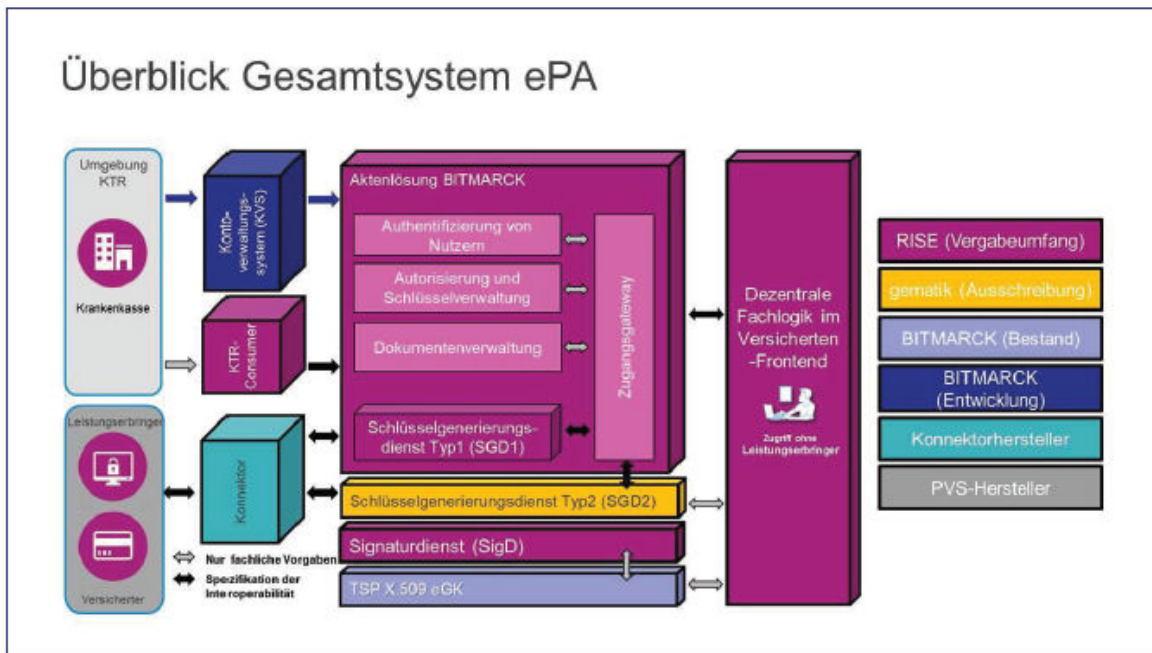 Überblick Gesamtsystem ePA
Umgebung
KTR
Krankenkasse
Leistungserbringer
Versicherter
Konto-
verwaltungs-
system (KVS)
KTR-
Consumer
Konnektor
Nur fachliche Vorgaben
Spezifikation der
Interoperabilität
Aktenlösung BITMARCK
Authentifizierung von
Nutzern
Autorisierung und
Schlüsselverwaltung
Dokumentenverwaltung
Schlüsselgenerierungs-
dienst Typ1 (SGD1)
Zugangsgateway
Schlüsselgenerierungsdienst Typ2 (SGD2)
Signaturdienst (SigD)
TSP X.509 eGK
Dezentrale
Fachlogik im
Versicherten
-Frontend
Zugriff ohne
Leistungserbringer
RISE (Vergabeumfang)
gematik (Ausschreibung)
BITMARCK (Bestand)
BITMARCK
(Entwicklung)
Konnektorhersteller
PVS-Hersteller